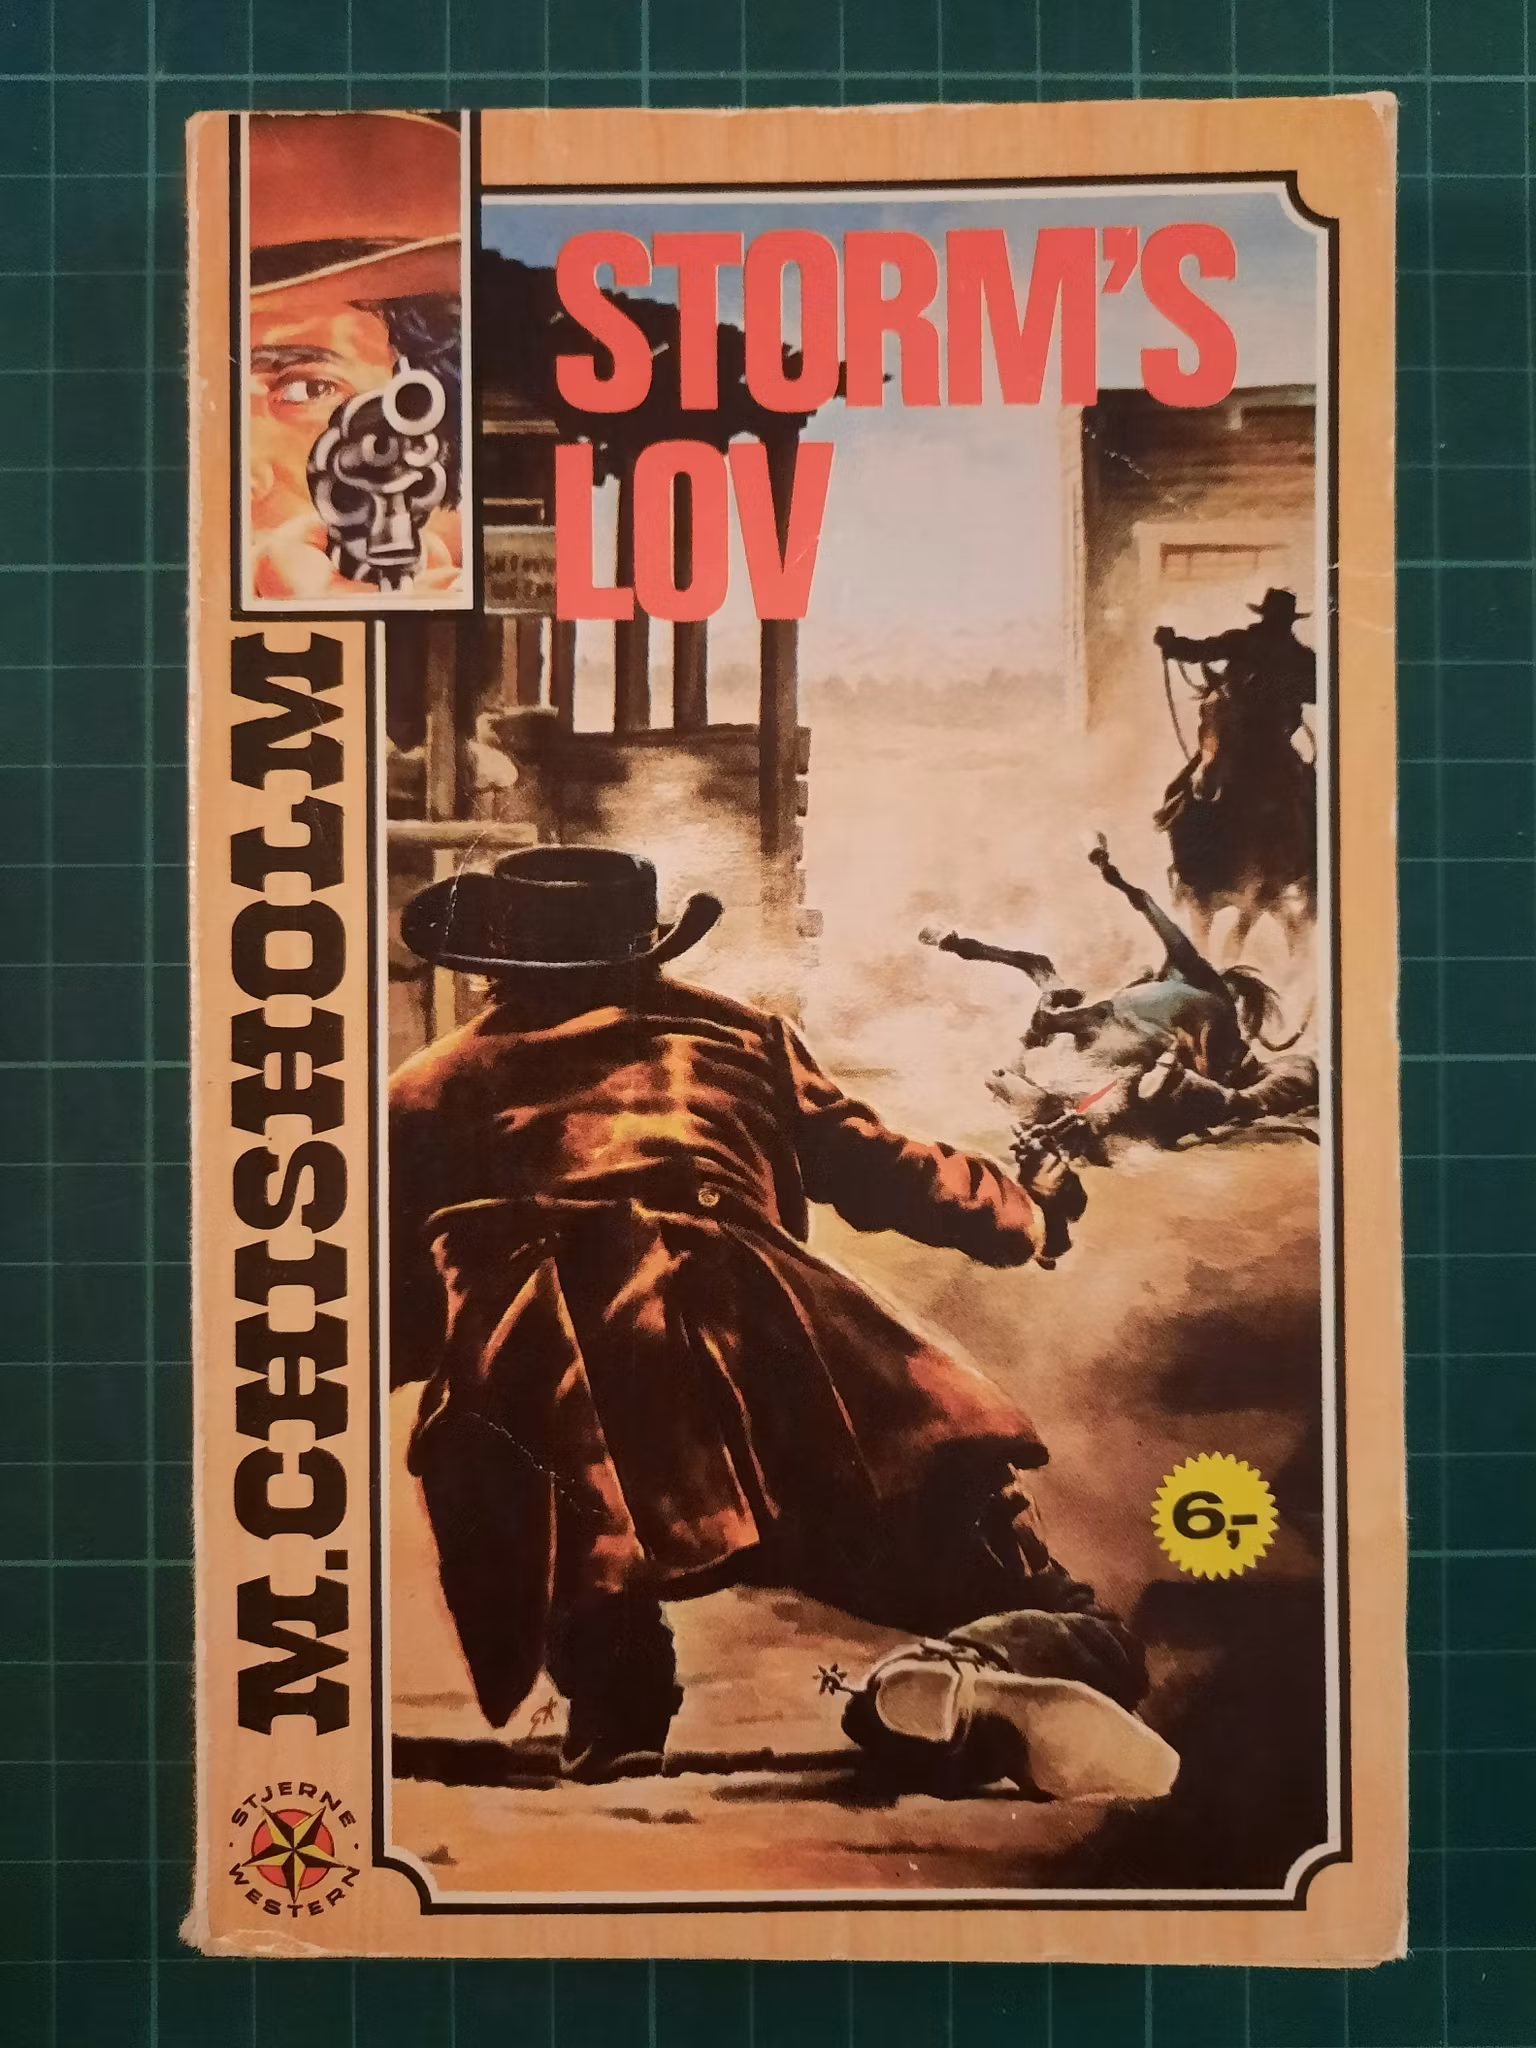 STORM'S
LOV
M.CHISHOLM
6,-
STJERNE
WESTERN